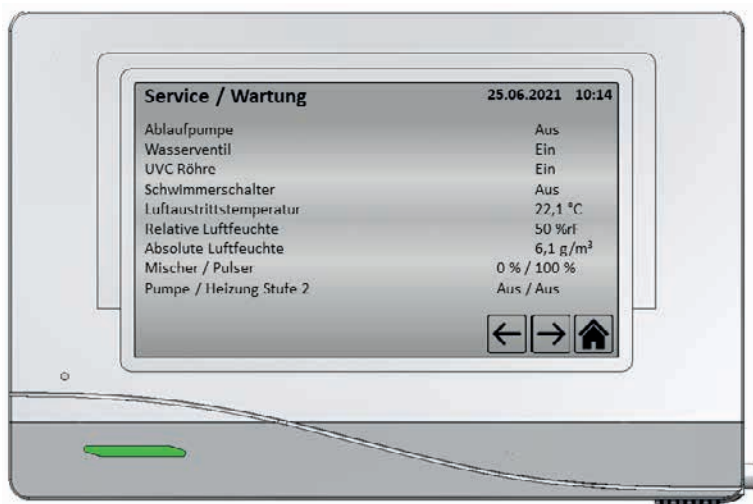 Service / Wartung 25.06.2021 10:14
Ablaufpumpe Aus
Wasserventil Ein
UVC Röhre Ein
Schwimmerschalter Aus
Luftaustrittstemperatur 22,1 °C
Relative Luftfeuchte 50 %rF
Absolute Luftfeuchte 6,1 g/m³
Mischer / Pulser 0 % / 100 %
Pumpe / Heizung Stufe 2 Aus / Aus